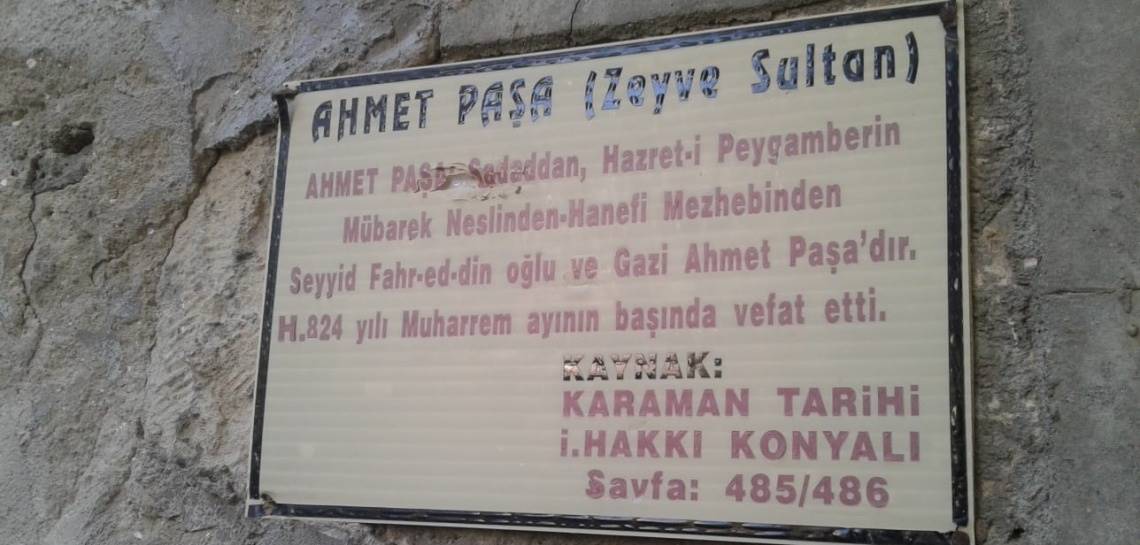 AHMET PAŞA (Zeyve Sultan)
AHMET PAŞA Sadaddan, Hazret-i Peygamberin
Mübarek Neslinden-Hanefi Mezhebinden
Seyyid Fahr-ed-din oğlu ve Gazi Ahmet Paşa'dır.
H.824 yılı Muharrem ayının başında vefat etti.
KAYNAK:
KARAMAN TARiHi
i.HAKKI KONYALI
Savfa: 485/486